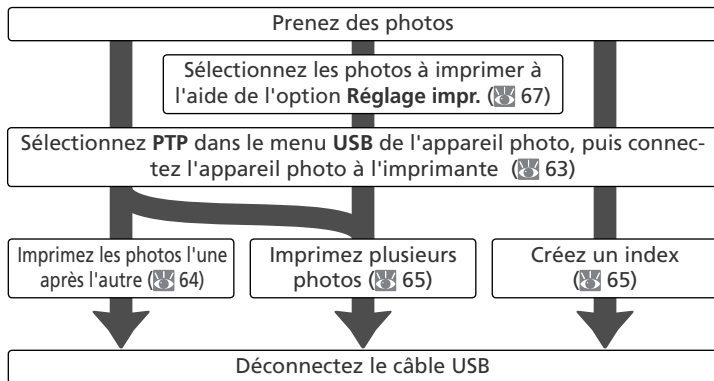 Prenez des photos
Sélectionnez les photos à imprimer à
l'aide de l'option Réglage impr. (67)
Sélectionnez PTP dans le menu USB de l'appareil photo, puis connec-
tez l'appareil photo à l'imprimante (63)
Imprimez les photos l'une
après l'autre (64)
Imprimez plusieurs
photos (65)
Créez un index
(65)
Déconnectez le câble USB